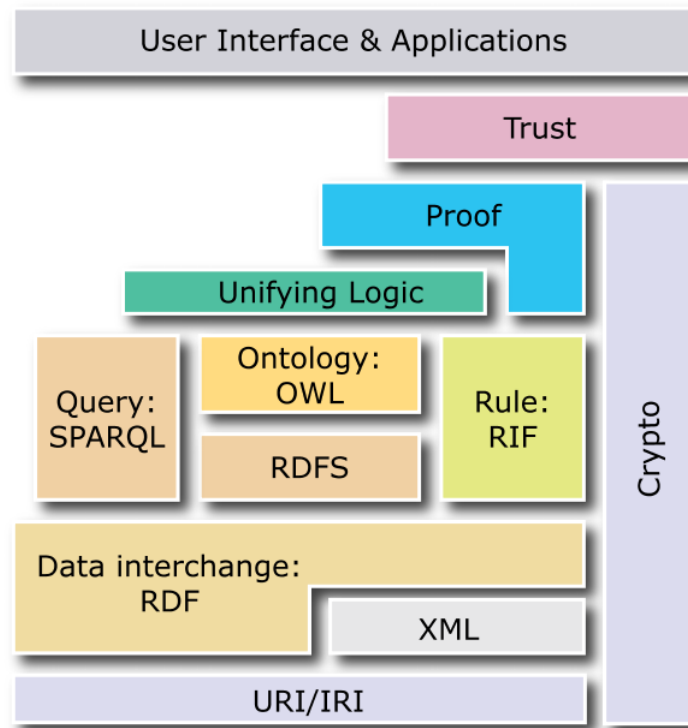 User Interface & Applications
Trust
Proof
Unifying Logic
Query:
SPARQL
Ontology:
OWL
RDFS
Rule:
RIF
Crypto
Data interchange:
RDF
XML
URI/IRI